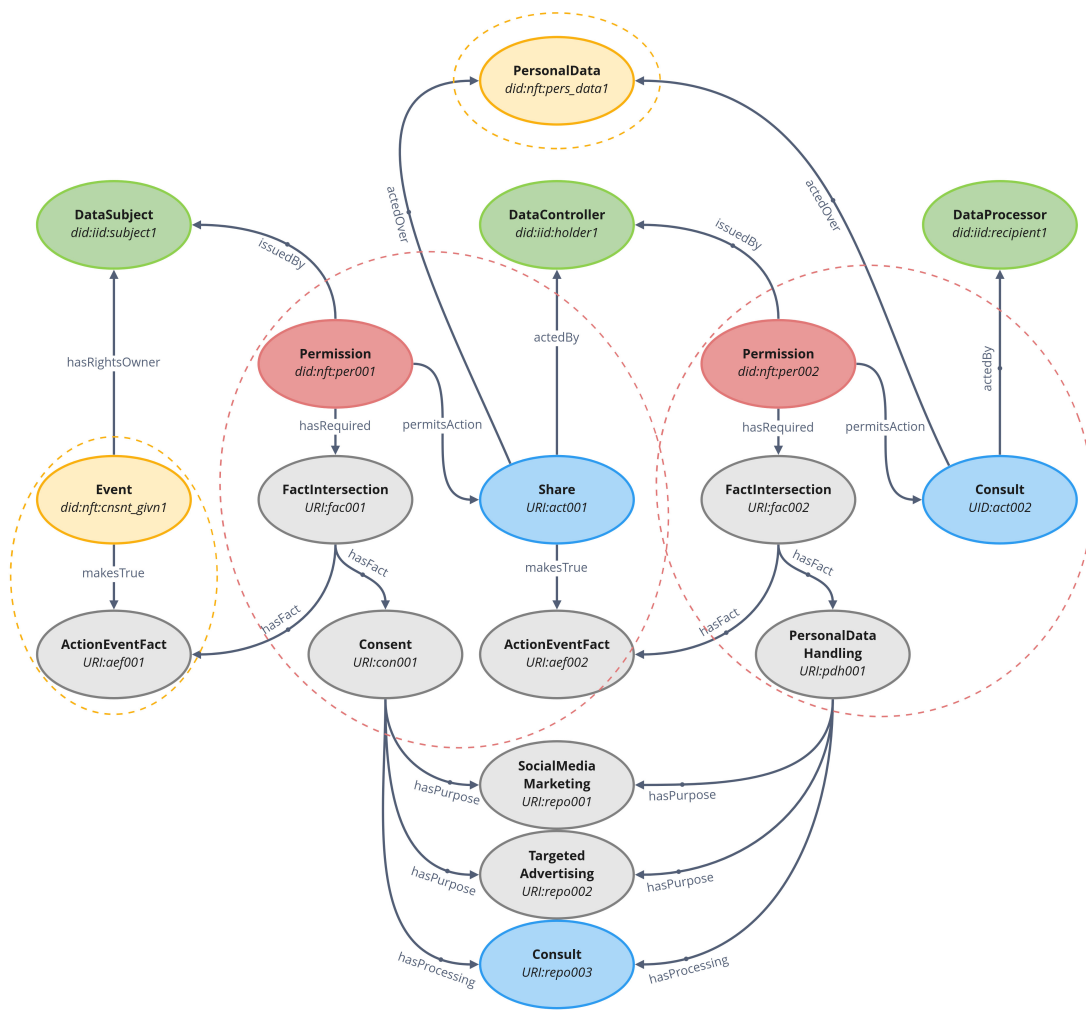 PersonalData
did:nft:pers_data1
actedOver
actedOver
DataSubject
did:iid:subject1
DataController
did:iid:holder1
DataProcessor
did:iid:recipient1
issuedBy
issuedBy
hasRightsOwner
actedBy
actedBy
Permission
did:nft:per001
Permission
did:nft:per002
hasRequired
permitsAction
hasRequired
permitsAction
Event
did:nft:cnsnt_givn1
FactIntersection
URI:fac001
Share
URI:act001
FactIntersection
URI:fac002
Consult
UID:act002
makesTrue
hasFact
makesTrue
hasFact
hasFact
hasFact
ActionEventFact
URI:aef001
Consent
URI:con001
ActionEventFact
URI:aef002
PersonalData
Handling
URI:pdh001
SocialMedia
Marketing
URI:repo001
hasPurpose
hasPurpose
Targeted
Advertising
URI:repo002
hasPurpose
hasPurpose
Consult
URI:repo003
hasProcessing
hasProcessing